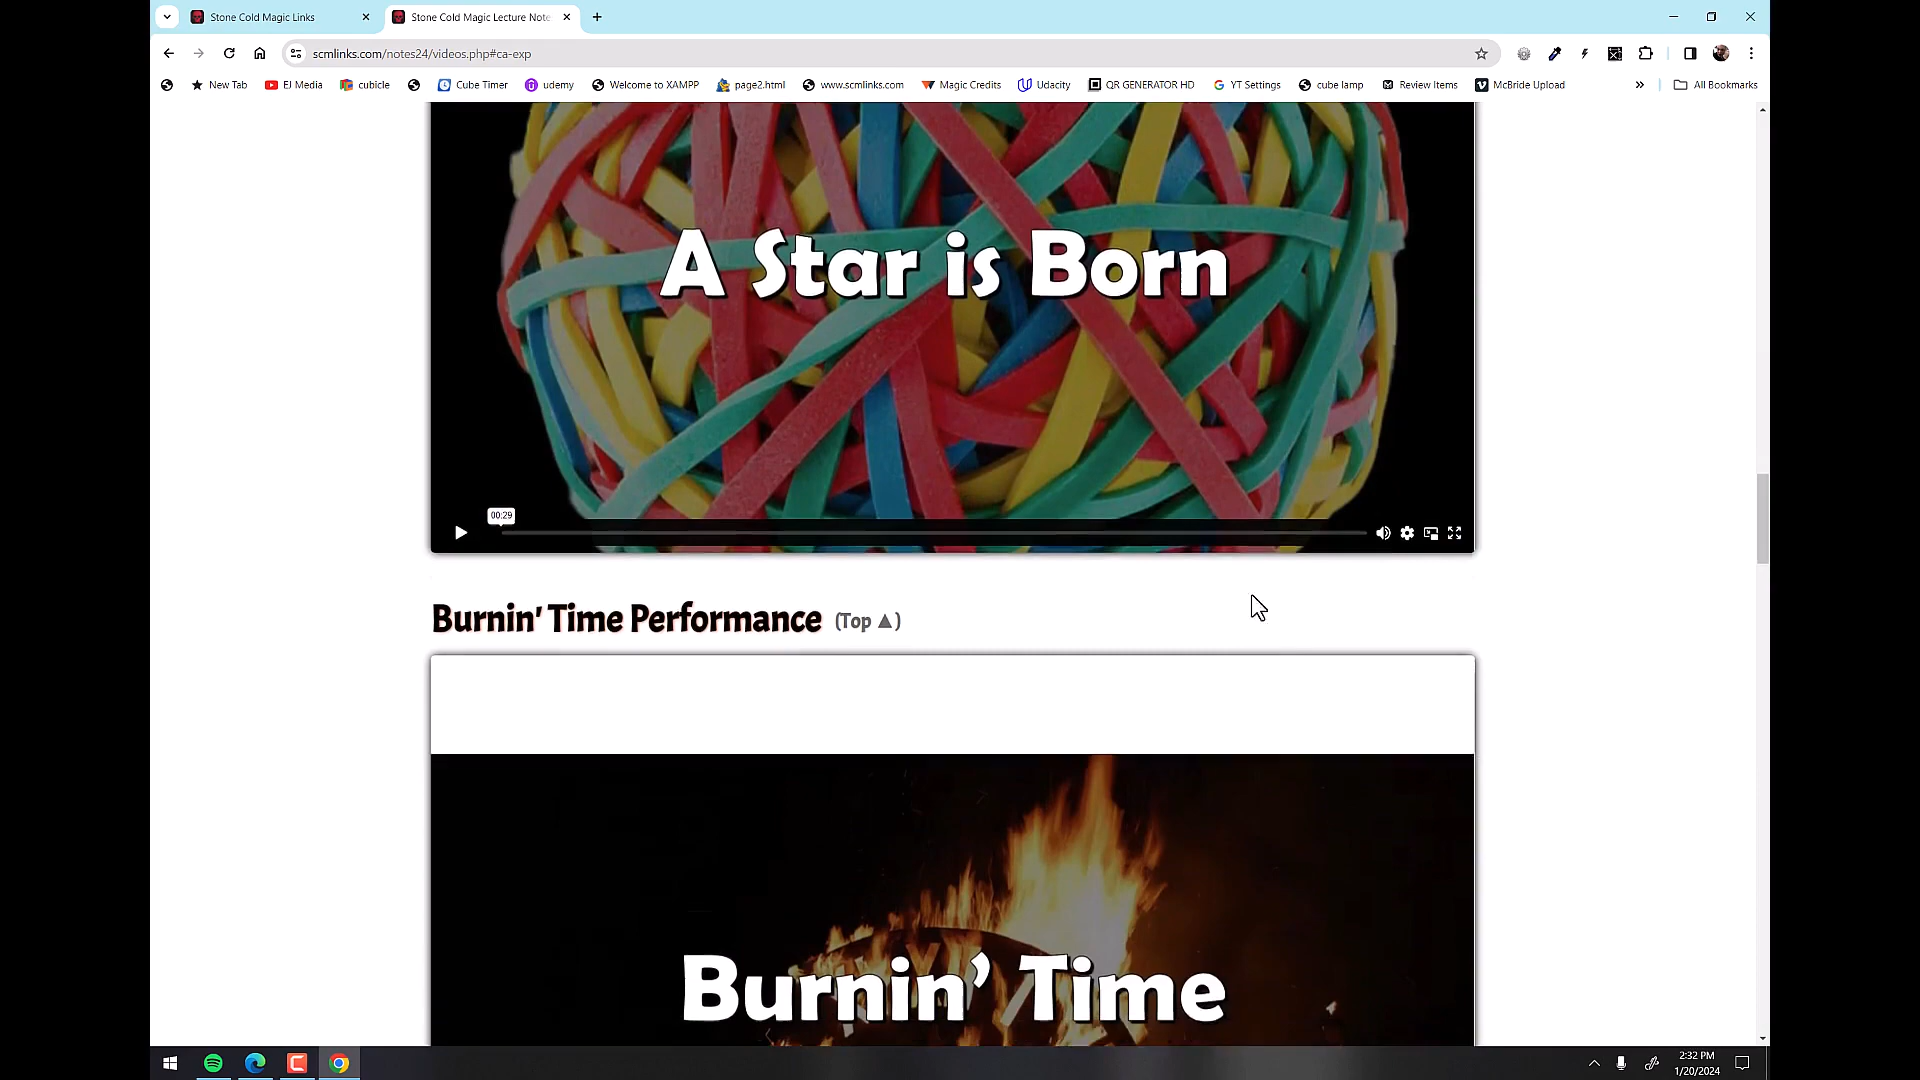 Stone Cold Magic Links
Stone Cold Magic Lecture Note
scmlinks.com/notes24/videos.php#ca-exp
New Tab
EJ Media
cubicle
Cube Timer
udemy
Welcome to XAMPP
page2.html
www.scmlinks.com
Magic Credits
Udacity
QR GENERATOR HD
YT Settings
cube lamp
Review Items
McBride Upload
»
All Bookmarks
A Star is Born
00:29
Burnin' Time Performance (Top ▲)
Burnin' Time
2:32 PM
1/20/2024